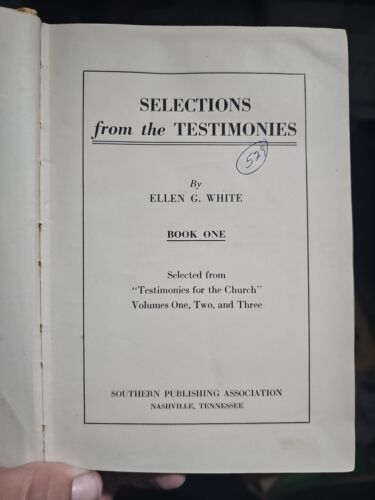 SELECTIONS
from the TESTIMONIES
529
By
ELLEN G. WHITE
BOOK ONE
Selected from
"Testimonies for the Church"
Volumes One, Two, and Three
SOUTHERN PUBLISHING ASSOCIATION
NASHVILLE, TENNESSEE